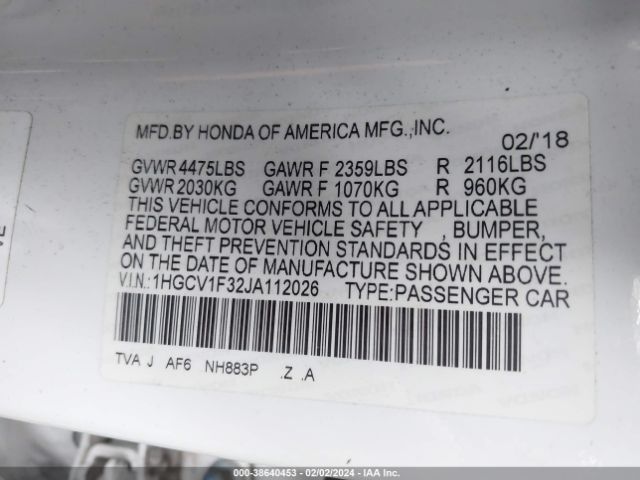 MFD.BY HONDA OF AMERICA MFG.,INC. 02/'18
GVWR 4475LBS GAWR F 2359LBS R 2116LBS
GVWR 2030KG GAWR F 1070KG R 960KG
THIS VEHICLE CONFORMS TO ALL APPLICABLE
FEDERAL MOTOR VEHICLE SAFETY , BUMPER,
AND THEFT PREVENTION STANDARDS IN EFFECT
ON THE DATE OF MANUFACTURE SHOWN ABOVE.
V.I.N.:1HGCV1F32JA112026 TYPE:PASSENGER CAR
TVA J AF6 NH883P .Z .A
000-38640453 - 02/02/2024 -